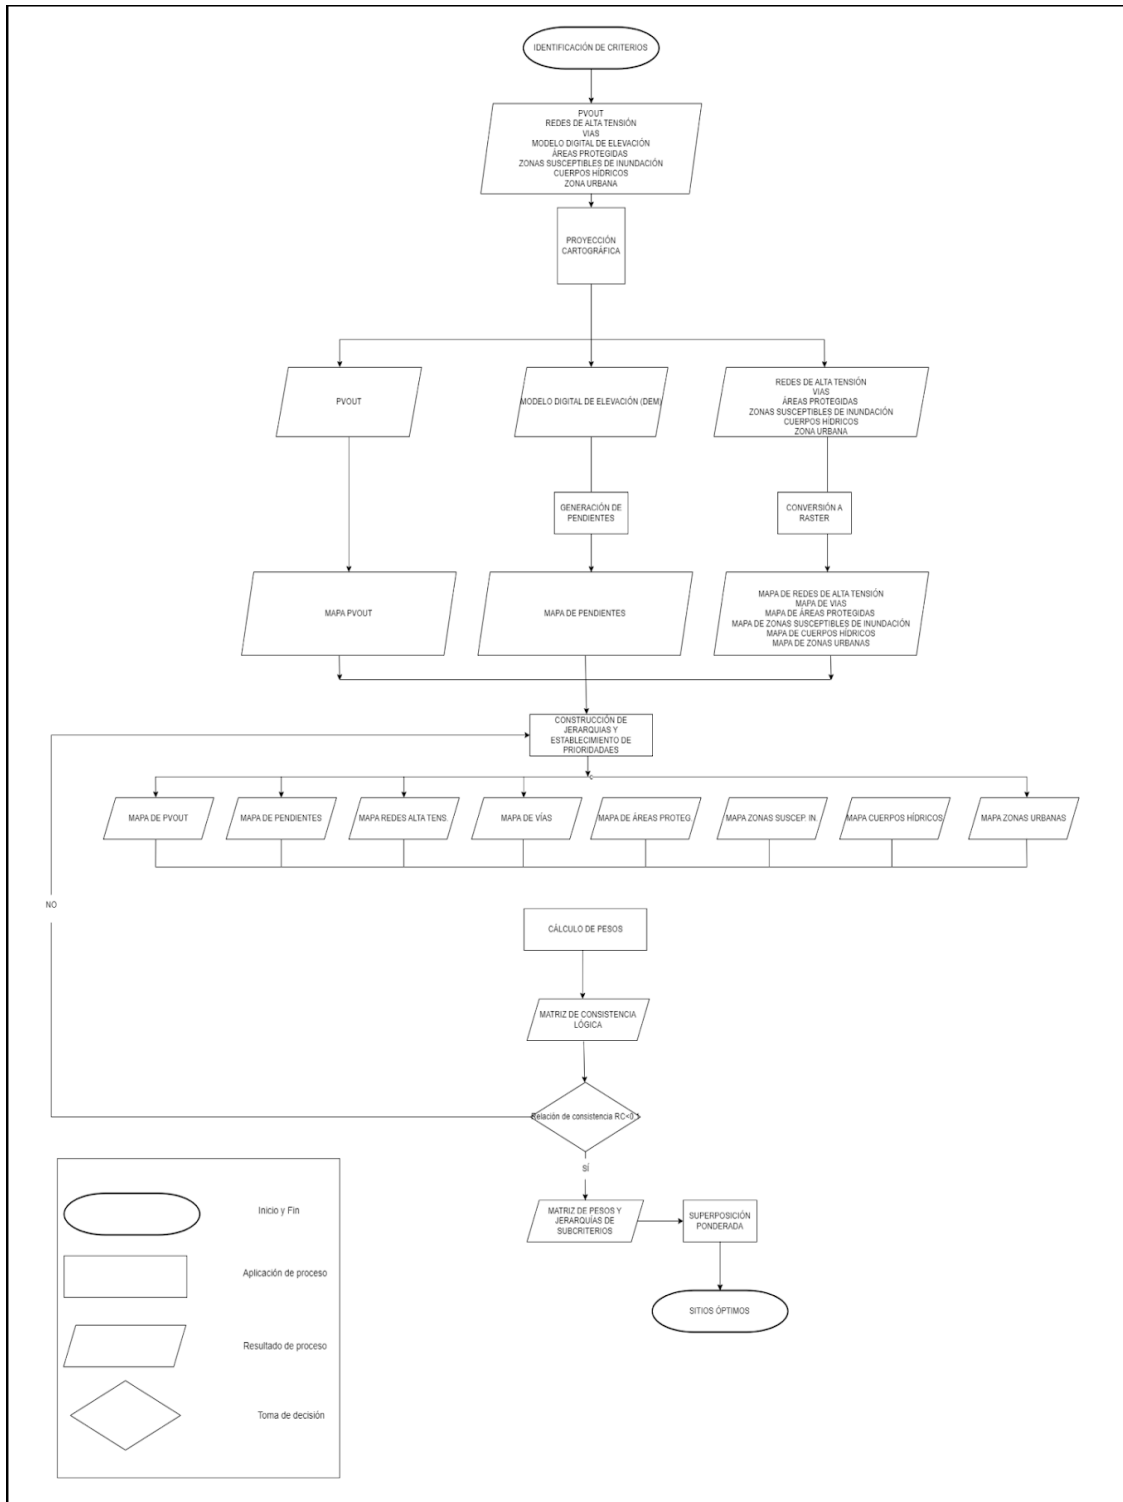 IDENTIFICACIÓN DE CRITERIOS
PVOUT
REDES DE ALTA TENSIÓN
VIAS
MODELO DIGITAL DE ELEVACIÓN
ÁREAS PROTEGIDAS
ZONAS SUSCEPTIBLES DE INUNDACIÓN
CUERPOS HÍDRICOS
ZONA URBANA
PROYECCIÓN
CARTOGRÁFICA
PVOUT
MODELO DIGITAL DE ELEVACIÓN (DEM)
REDES DE ALTA TENSIÓN
VIAS
ÁREAS PROTEGIDAS
ZONAS SUSCEPTIBLES DE INUNDACIÓN
CUERPOS HÍDRICOS
ZONA URBANA
GENERACIÓN DE
PENDIENTES
CONVERSIÓN A
RASTER
MAPA PVOUT
MAPA DE PENDIENTES
MAPA DE REDES DE ALTA TENSIÓN
MAPA DE VIAS
MAPA DE ÁREAS PROTEGIDAS
MAPA DE ZONAS SUSCEPTIBLES DE INUNDACIÓN
MAPA DE CUERPOS HÍDRICOS
MAPA DE ZONAS URBANAS
CONSTRUCCIÓN DE
JERARQUIAS Y
ESTABLECIMIENTO DE
PRIORIDADAES
MAPA DE PVOUT
MAPA DE PENDIENTES
MAPA REDES ALTA TENS.
MAPA DE VÍAS
MAPA DE ÁREAS PROTEG.
MAPA ZONAS SUSCEP. IN.
MAPA CUERPOS HÍDRICOS
MAPA ZONAS URBANAS
NO
CÁLCULO DE PESOS
MATRIZ DE CONSISTENCIA
LÓGICA
Relación de consistencia RC<0.1
SÍ
MATRIZ DE PESOS Y
JERARQUÍAS DE
SUBCRITERIOS
SUPERPOSICIÓN
PONDERADA
SITIOS ÓPTIMOS
Inicio y Fin
Aplicación de proceso
Resultado de proceso
Toma de decisión